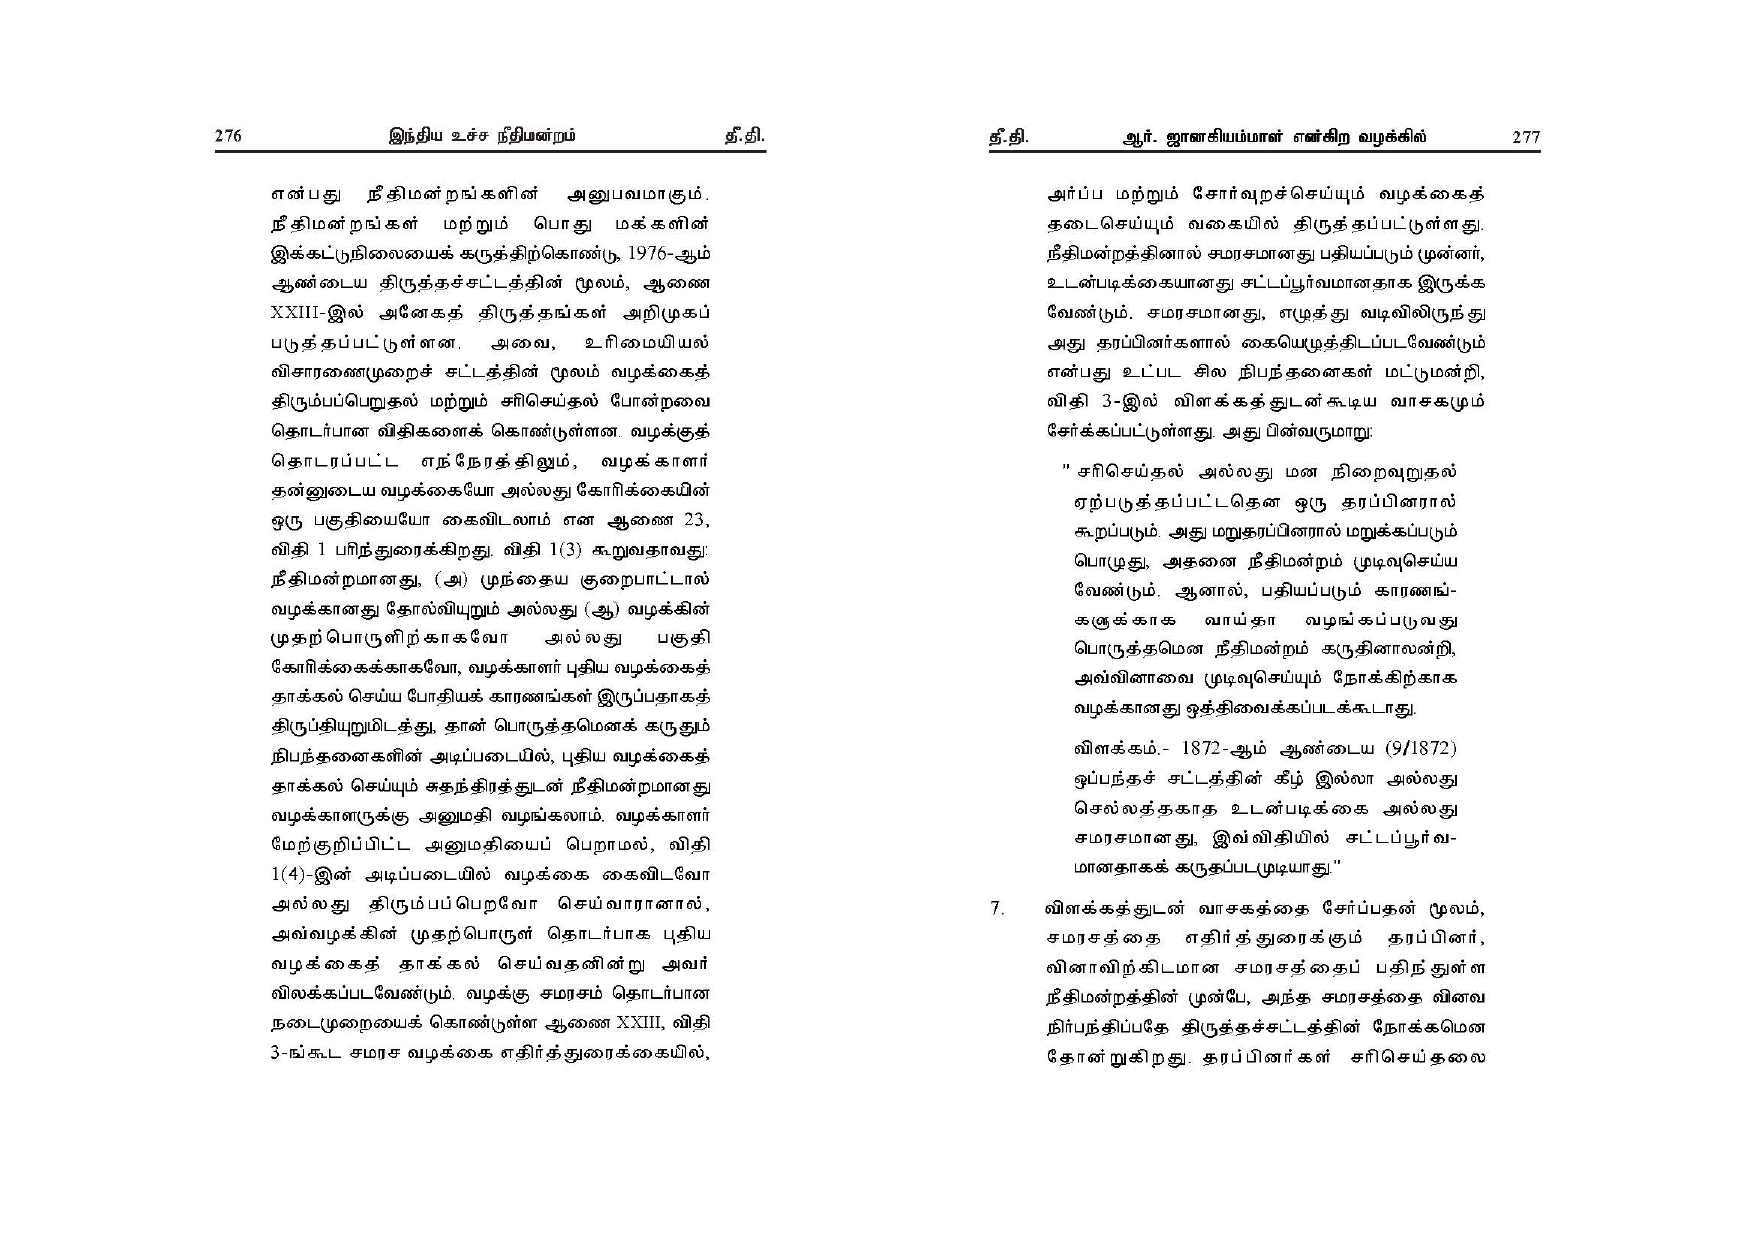 276 இந்திய உச்ச நீதிமன்றம் தீ.தி.
என்பது நீதிமன்றங்களின் அனுபவமாகும்.
நீதிமன்றங்கள் மற்றும் பொது மக்களின்
இக்கட்டுநிலையைக் கருத்திற்கொண்டு, 1976-ஆம்
ஆண்டைய திருத்தச்சட்டத்தின் மூலம், ஆணை
XXIII-இல் அநேகத் திருத்தங்கள் அறிமுகப்
படுத்தப்பட்டுள்ளன. அவை, உரிமையியல்
விசாரணைமுறைச் சட்டத்தின் மூலம் வழக்கைத்
திரும்பப்பெறுதல் மற்றும் சரிசெய்தல் போன்றவை
தொடர்பான விதிகளைக் கொண்டுள்ளன. வழக்குத்
தொடரப்பட்ட எந்நேரத்திலும், வழக்காளர்
தன்னுடைய வழக்கையோ அல்லது கோரிக்கையின்
ஒரு பகுதியையோ கைவிடலாம் என ஆணை 23,
விதி 1 பரிந்துரைக்கிறது. விதி 1(3) கூறுவதாவது:
நீதிமன்றமானது, (அ) முந்தைய குறைபாட்டால்
வழக்கானது தோல்வியுறும் அல்லது (ஆ) வழக்கின்
முதற்பொருளிற்காகவோ அல்லது பகுதி
கோரிக்கைக்காகவோ, வழக்காளர் புதிய வழக்கைத்
தாக்கல் செய்ய போதியக் காரணங்கள் இருப்பதாகத்
திருப்தியுறுமிடத்து, தான் பொருத்தமெனக் கருதும்
நிபந்தனைகளின் அடிப்படையில், புதிய வழக்கைத்
தாக்கல் செய்யும் சுதந்திரத்துடன் நீதிமன்றமானது
வழக்காளருக்கு அனுமதி வழங்கலாம். வழக்காளர்
மேற்குறிப்பிட்ட அனுமதியைப் பெறாமல், விதி
1(4)-இன் அடிப்படையில் வழக்கை கைவிடவோ
அல்லது திரும்பப்பெறவோ செய்வாரானால்,
அவ்வழக்கின் முதற்பொருள் தொடர்பாக புதிய
வழக்கைத் தாக்கல் செய்வதனின்று அவர்
விலக்கப்படவேண்டும். வழக்கு சமரசம் தொடர்பான
நடைமுறையைக் கொண்டுள்ள ஆணை XXIII, விதி
3-ங்கூட சமரச வழக்கை எதிர்த்துரைக்கையில்,
தீ.தி. ஆர். ஜானகியம்மாள் என்கிற வழக்கில் 277
அர்ப்ப மற்றும் சோர்வுறச்செய்யும் வழக்கைத்
தடைசெய்யும் வகையில் திருத்தப்பட்டுள்ளது.
நீதிமன்றத்தினால் சமரசமானது பதியப்படும் முன்னர்,
உடன்படிக்கையானது சட்டப்பூர்வமானதாக இருக்க
வேண்டும். சமரசமானது, எழுத்து வடிவிலிருந்து
அது தரப்பினர்களால் கையெழுத்திடப்படவேண்டும்
என்பது உட்பட சில நிபந்தனைகள் மட்டுமன்றி,
விதி 3-இல் விளக்கத்துடன்கூடிய வாசகமும்
சேர்க்கப்பட்டுள்ளது. அது பின்வருமாறு:
" சரிசெய்தல் அல்லது மன நிறைவுறுதல்
ஏற்படுத்தப்பட்டதென ஒரு தரப்பினரால்
கூறப்படும். அது மறுதரப்பினரால் மறுக்கப்படும்
பொழுது, அதனை நீதிமன்றம் முடிவுசெய்ய
வேண்டும். ஆனால், பதியப்படும் காரணங்-
களுக்காக வாய்தா வழங்கப்படுவது
பொருத்தமென நீதிமன்றம் கருதினாலன்றி,
அவ்வினாவை முடிவுசெய்யும் நோக்கிற்காக
வழக்கானது ஒத்திவைக்கப்படக்கூடாது.
விளக்கம்.- 1872-ஆம் ஆண்டைய (9/1872)
ஒப்பந்தச் சட்டத்தின் கீழ் இல்லா அல்லது
செல்லத்தகாத உடன்படிக்கை அல்லது
சமரசமானது, இவ்விதியில் சட்டப்பூர்வ-
மானதாகக் கருதப்படமுடியாது."
7. விளக்கத்துடன் வாசகத்தை சேர்ப்பதன் மூலம்,
சமரசத்தை எதிர்த்துரைக்கும் தரப்பினர்,
வினாவிற்கிடமான சமரசத்தைப் பதிந்துள்ள
நீதிமன்றத்தின் முன்பே, அந்த சமரசத்தை வினவ
நிர்பந்திப்பதே திருத்தச்சட்டத்தின் நோக்கமென
தோன்றுகிறது. தரப்பினர்கள் சரிசெய்தலை